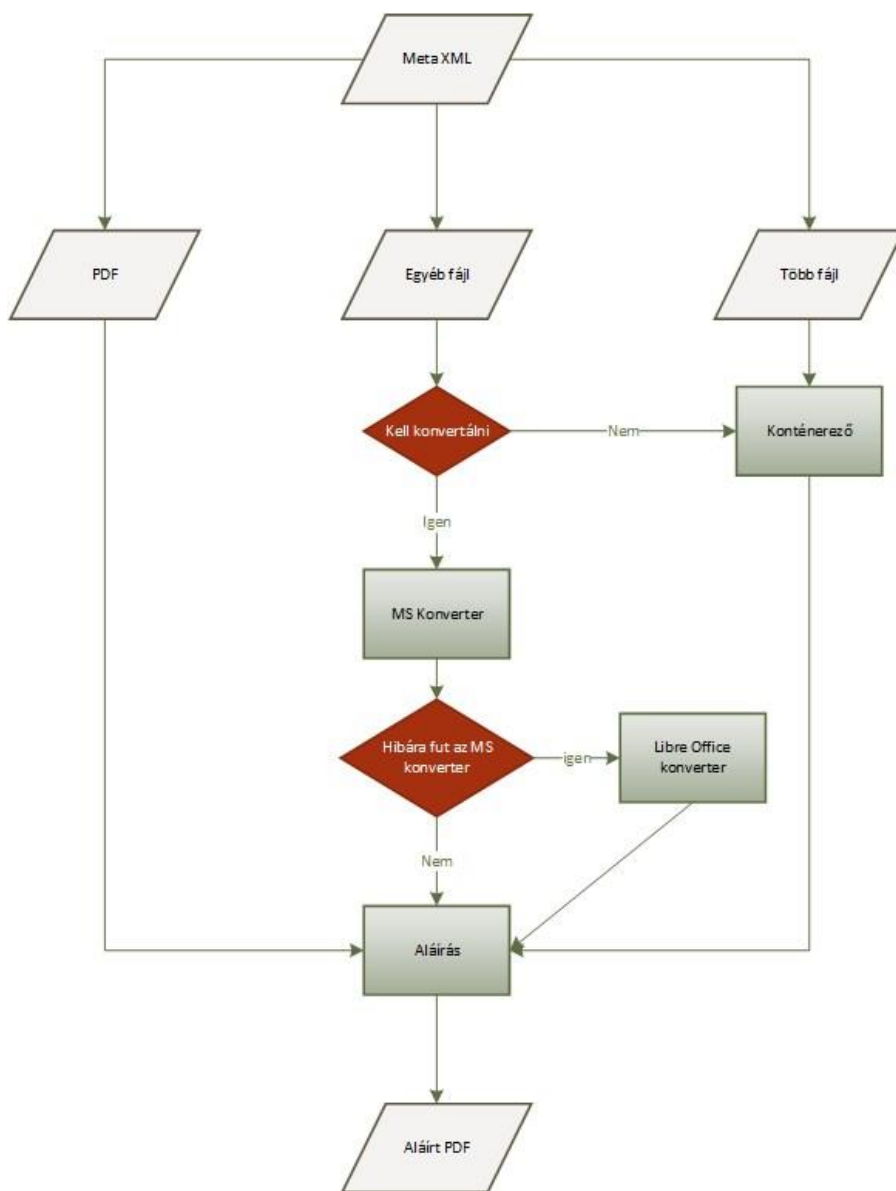 Meta XML
PDF
Egyéb fájl
Több fájl
Kell konvertálni
Nem
Konténerező
Igen
MS Konverter
Hibára fut az MS
konverter
igen
Libre Office
konverter
Nem
Aláírás
Aláírt PDF